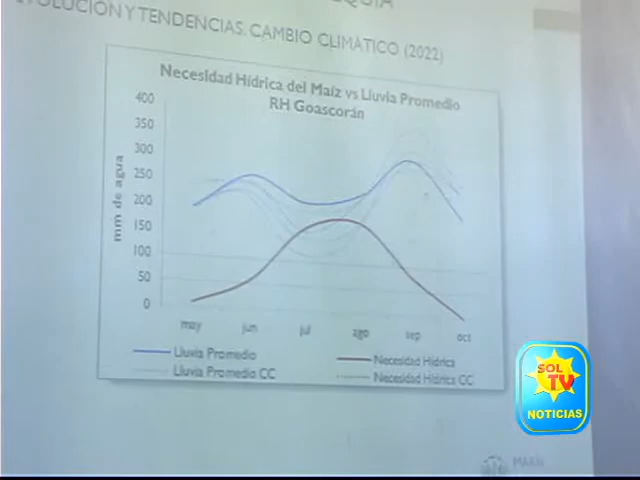 EVOLUCIÓN Y TENDENCIAS. CAMBIO CLIMÁTICO (2022)
Necesidad Hídrica del Maíz vs Lluvia Promedio
RH Goascorán
400
350
300
250
200
150
100
50
0
mm de agua
may jun jul ago sep oct
Lluvia Promedio Necesidad Hídrica
Lluvia Promedio CC Necesidad Hídrica CC
SOL
TV
NOTICIAS